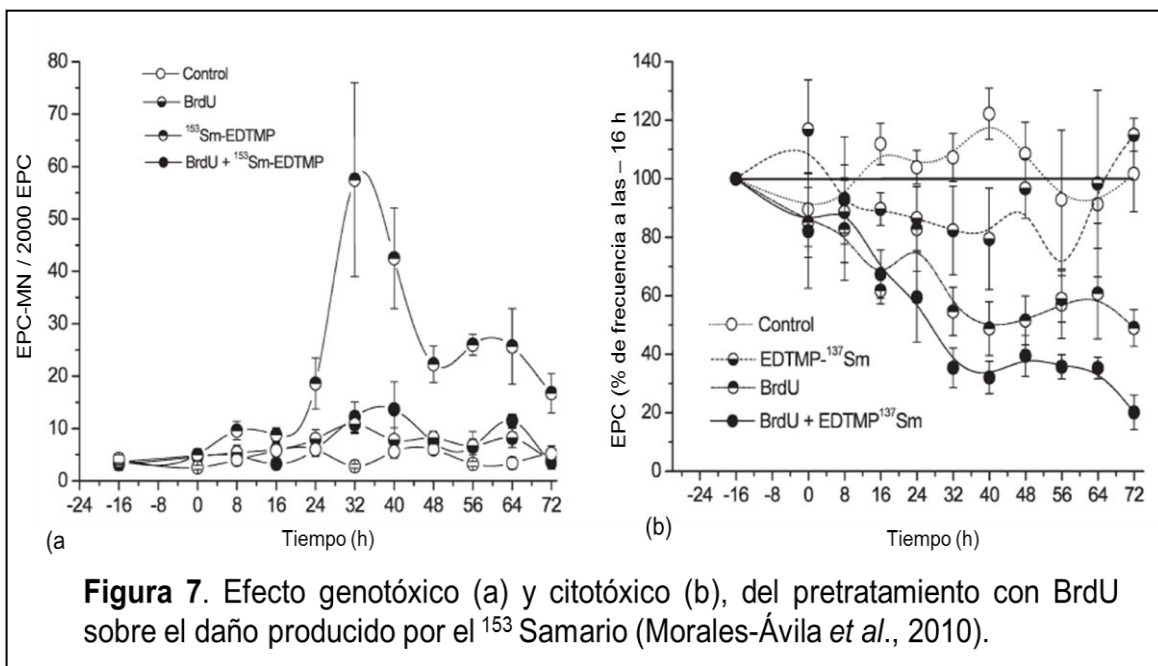 80
70
60
50
40
30
20
10
0
EPC-MN / 2000 EPC
Control
BrdU
¹⁵³Sm-EDTMP
BrdU + ¹⁵³Sm-EDTMP
-24 -16 -8 0 8 16 24 32 40 48 56 64 72
(a
Tiempo (h)
140
120
100
80
60
40
20
0
EPC (% de frecuencia a las – 16 h
Control
EDTMP-¹³⁷Sm
BrdU
BrdU + EDTMP¹³⁷Sm
-24 -16 -8 0 8 16 24 32 40 48 56 64 72
(b)
Tiempo (h)
Figura 7. Efecto genotóxico (a) y citotóxico (b), del pretratamiento con BrdU
sobre el daño producido por el ¹⁵³ Samario (Morales-Ávila et al., 2010).